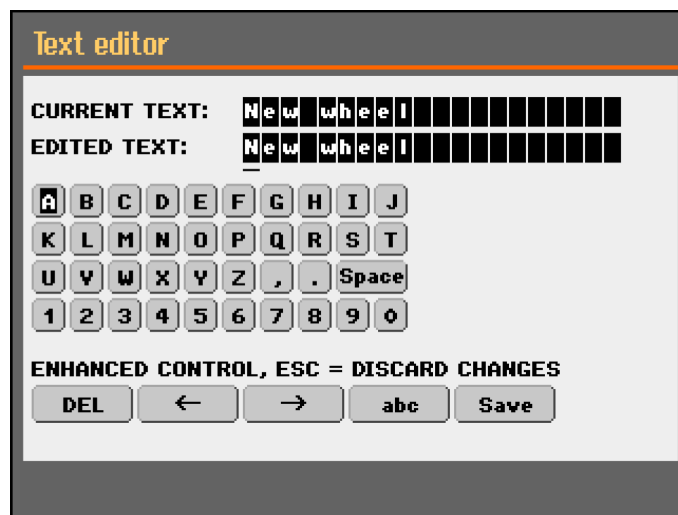 Text editor
CURRENT TEXT: New wheel
EDITED TEXT: New wheel
A B C D E F G H I J
K L M N O P Q R S T
U V W X Y Z , . Space
1 2 3 4 5 6 7 8 9 0
ENHANCED CONTROL, ESC = DISCARD CHANGES
DEL ← → abc Save